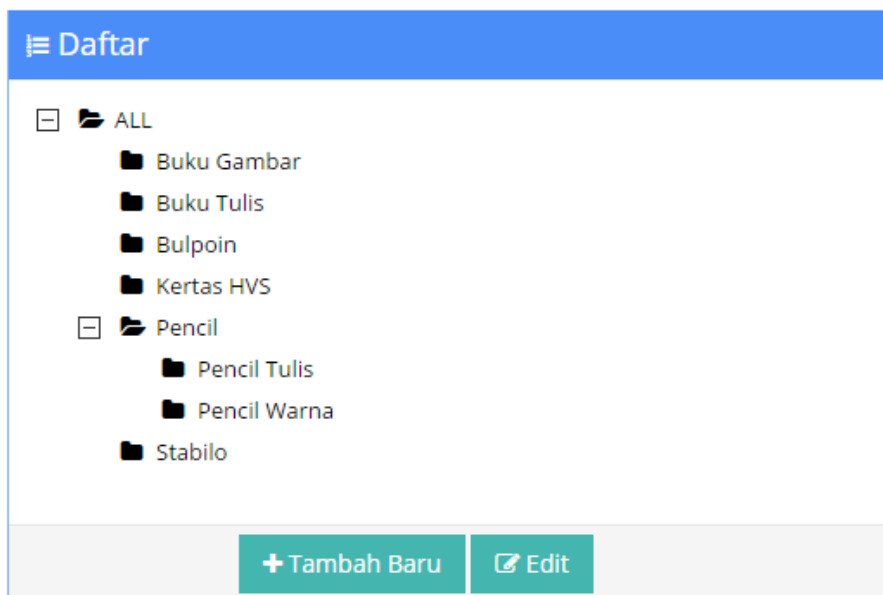 Daftar
ALL
Buku Gambar
Buku Tulis
Bulpoin
Kertas HVS
Pencil
Pencil Tulis
Pencil Warna
Stabilo
Tambah Baru
Edit